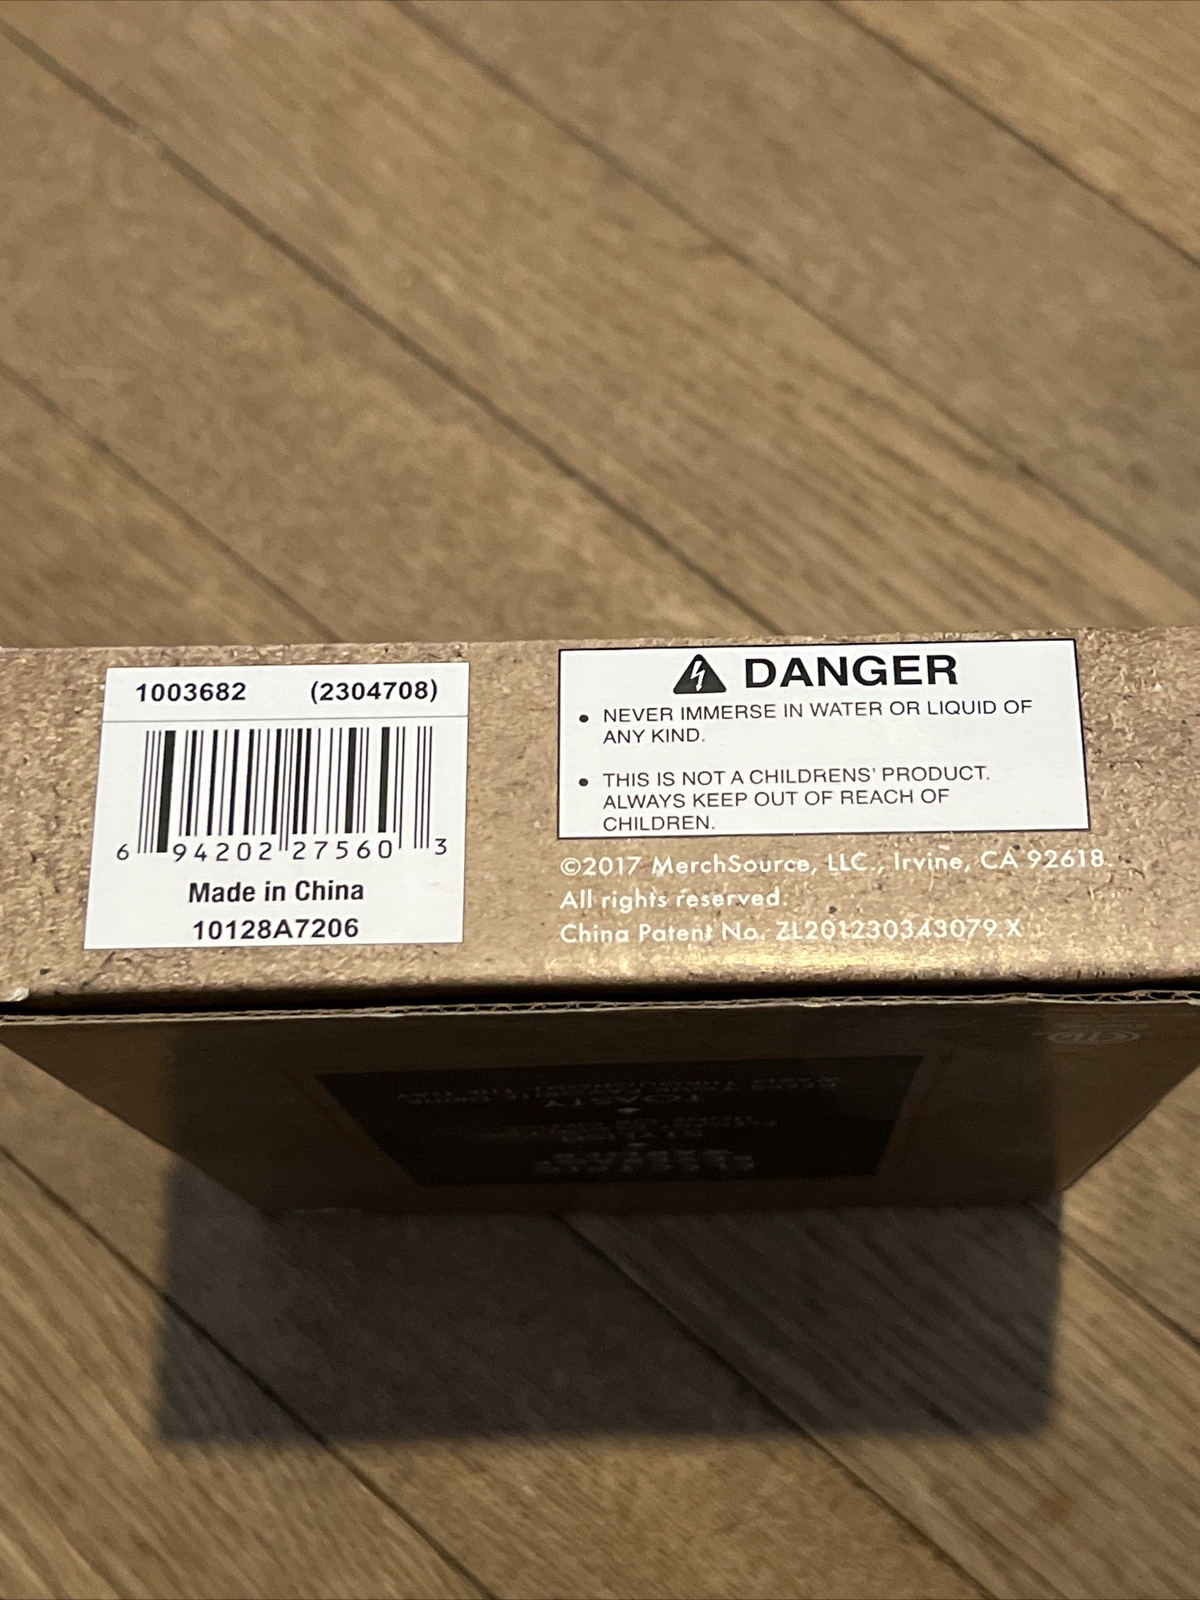 1003682 (2304708)
6 94202 27560 3
Made in China
10128A7206
DANGER
• NEVER IMMERSE IN WATER OR LIQUID OF
ANY KIND.
• THIS IS NOT A CHILDRENS' PRODUCT.
ALWAYS KEEP OUT OF REACH OF
CHILDREN.
©2017 MerchSource, LLC., Irvine, CA 92618.
All rights reserved.
China Patent No. ZL201230343079.X
TOASTY